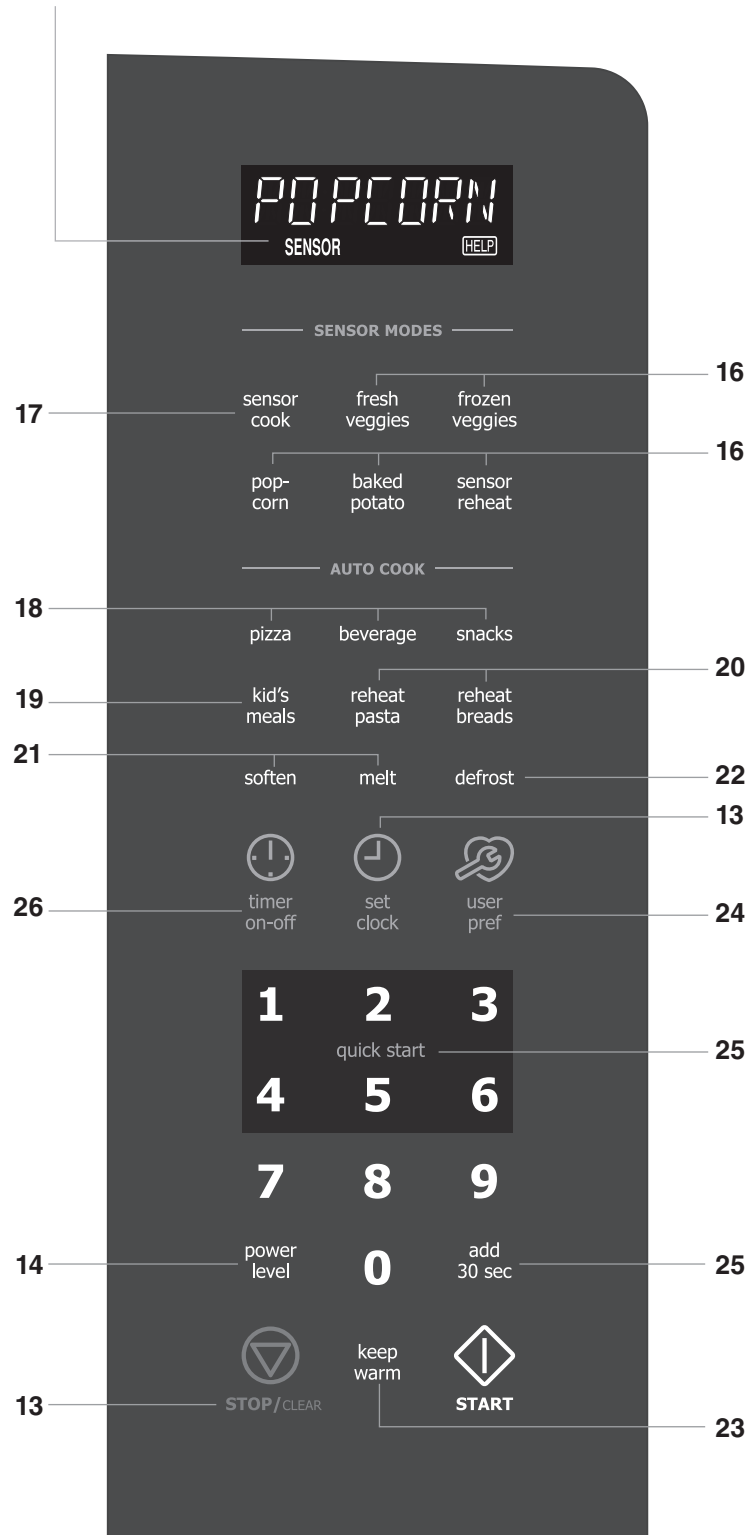 POPCORN
SENSOR HELP
SENSOR MODES
16
17 sensor cook fresh veggies frozen veggies
16
pop-
corn
baked
potato
sensor
reheat
AUTO COOK
18
pizza beverage snacks
20
19
kid's
meals
reheat
pasta
reheat
breads
21
soften melt defrost 22
13
26
timer
on-off
set
clock
user
pref
24
1 2 3
quick start 25
4 5 6
7 8 9
14
power
level
0
add
30 sec
25
keep
warm
13 STOP/CLEAR START
23